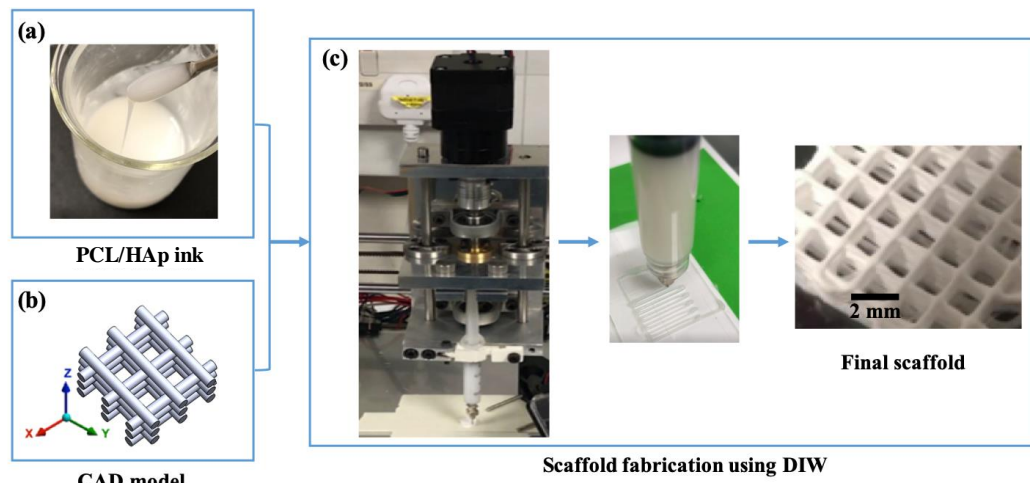 (a)
PCL/HAp ink
(b)
Z
X
Y
CAD model
(c)
2 mm
Final scaffold
Scaffold fabrication using DIW